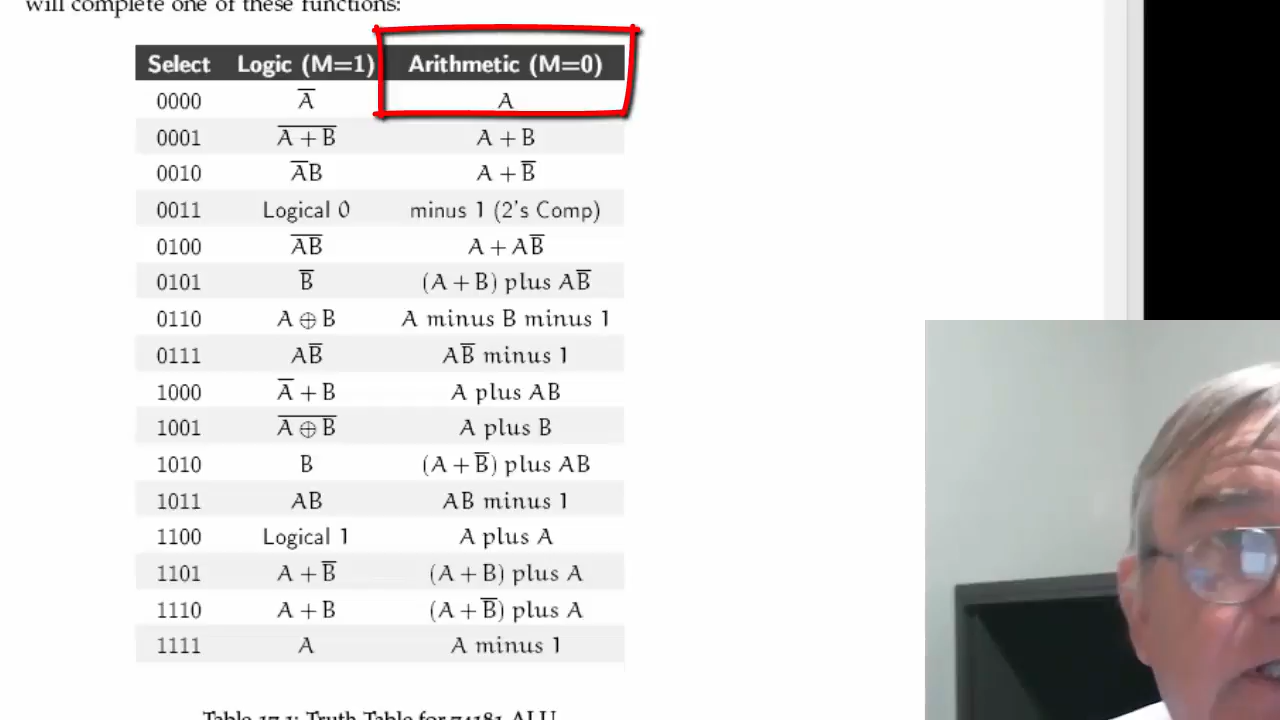 will complete one of these functions:
Select Logic (M=1) Arithmetic (M=0)
0000 A̅ A
0001 A̅ ̅+̅ ̅B̅ A + B
0010 A̅B A + B̅
0011 Logical 0 minus 1 (2's Comp)
0100 A̅B̅ A + AB̅
0101 B̅ (A + B) plus AB̅
0110 A ⊕ B A minus B minus 1
0111 AB̅ AB̅ minus 1
1000 A̅ + B A plus AB
1001 A̅ ̅⊕̅ ̅B̅ A plus B
1010 B (A + B̅) plus AB
1011 AB AB minus 1
1100 Logical 1 A plus A
1101 A + B̅ (A + B) plus A
1110 A + B (A + B̅) plus A
1111 A A minus 1
Table 17.1: Truth Table for 74181 ALU